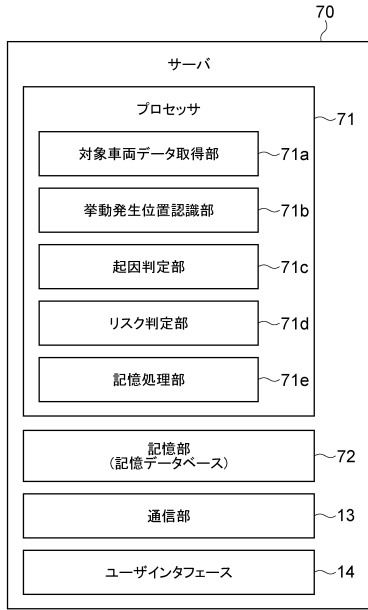 70
サーバ
プロセッサ
71
対象車両データ取得部
71a
挙動発生位置認識部
71b
起因判定部
71c
リスク判定部
71d
記憶処理部
71e
記憶部
(記憶データベース)
72
通信部
13
ユーザインタフェース
14